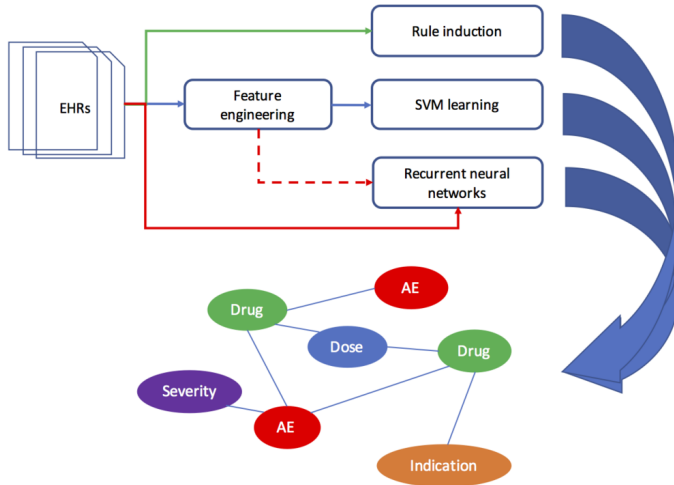 Rule induction
EHRs
Feature
engineering
SVM learning
Recurrent neural
networks
AE
Drug
Dose
Drug
Severity
AE
Indication